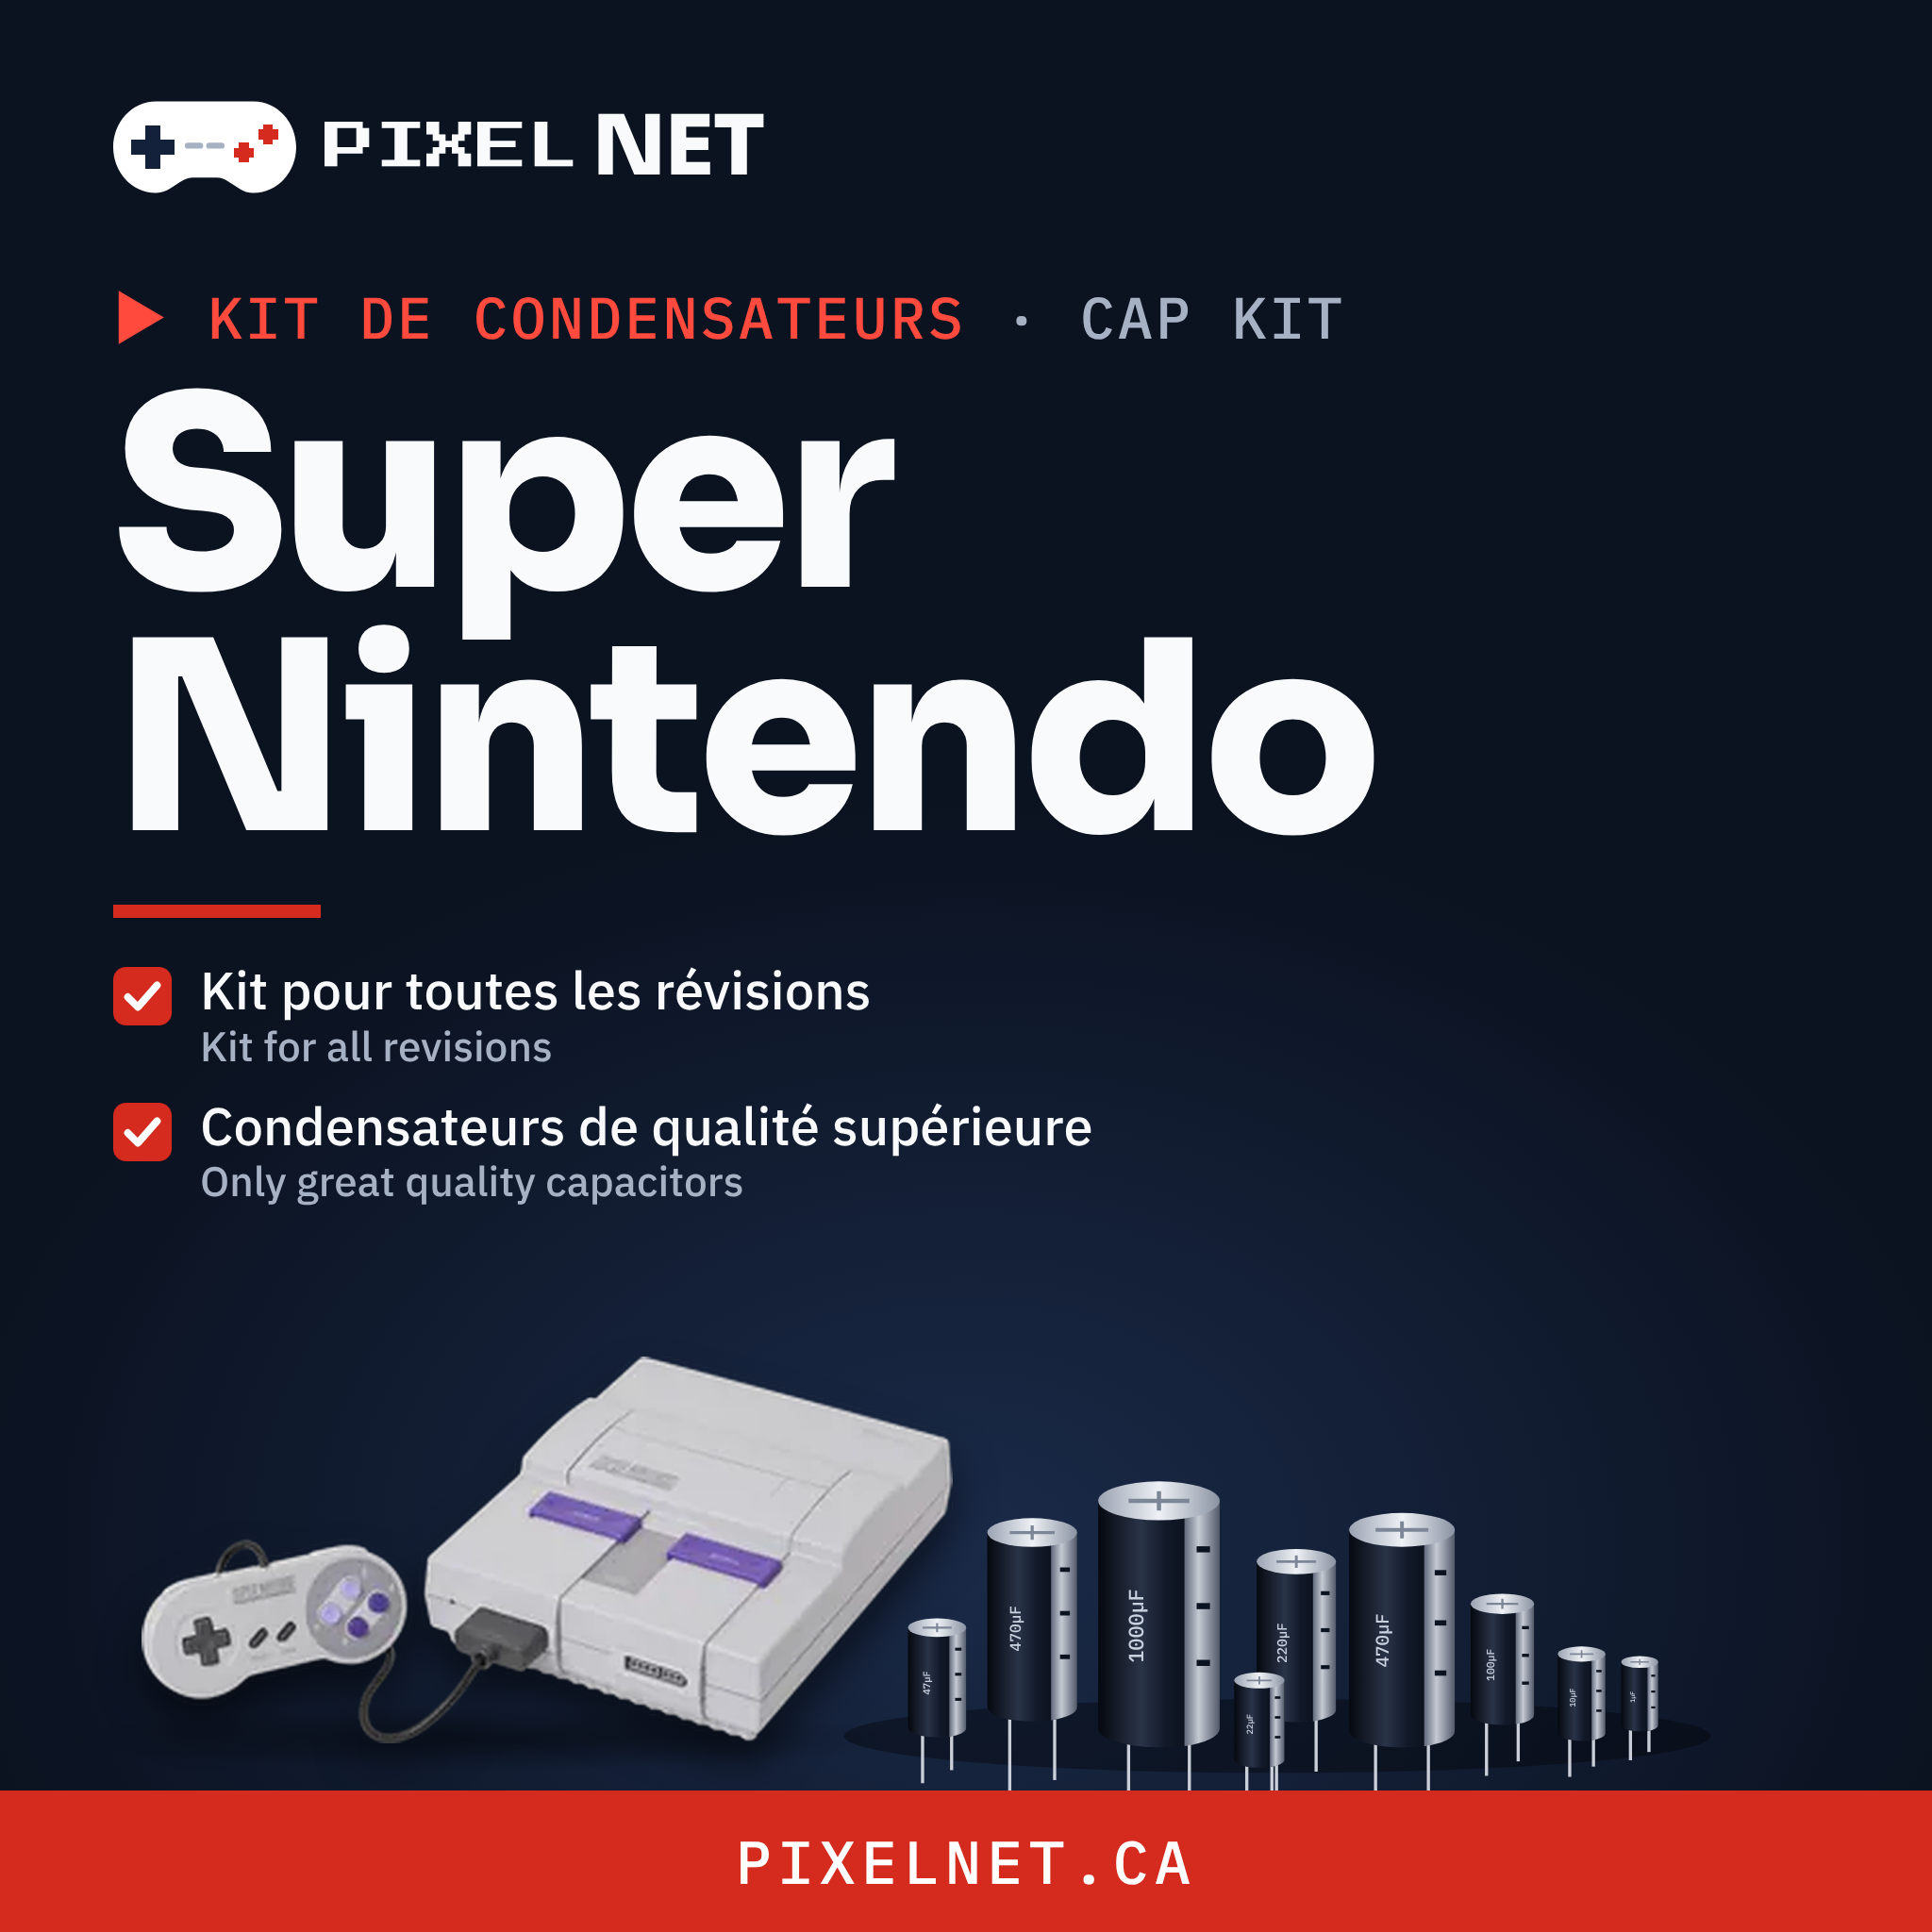 PIXEL NET
KIT DE CONDENSATEURS · CAP KIT
Super
Nintendo
Kit pour toutes les révisions
Kit for all revisions
Condensateurs de qualité supérieure
Only great quality capacitors
47µF
470µF
1000µF
220µF
22µF
470µF
100µF
10µF
1µF
PIXELNET.CA